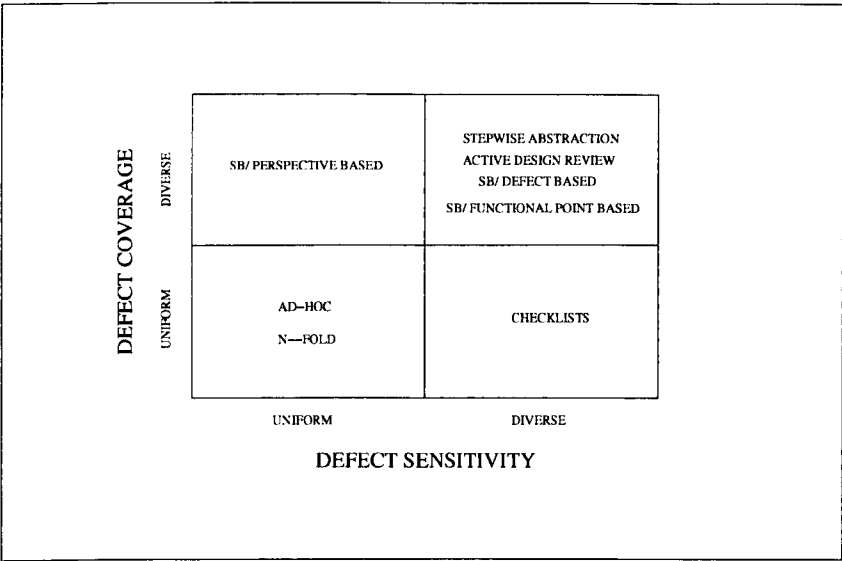 DEFECT COVERAGE
DIVERSE
UNIFORM
SB/ PERSPECTIVE BASED
STEPWISE ABSTRACTION
ACTIVE DESIGN REVIEW
SB/ DEFECT BASED
SB/ FUNCTIONAL POINT BASED
AD-HOC
N--FOLD
CHECKLISTS
UNIFORM
DIVERSE
DEFECT SENSITIVITY